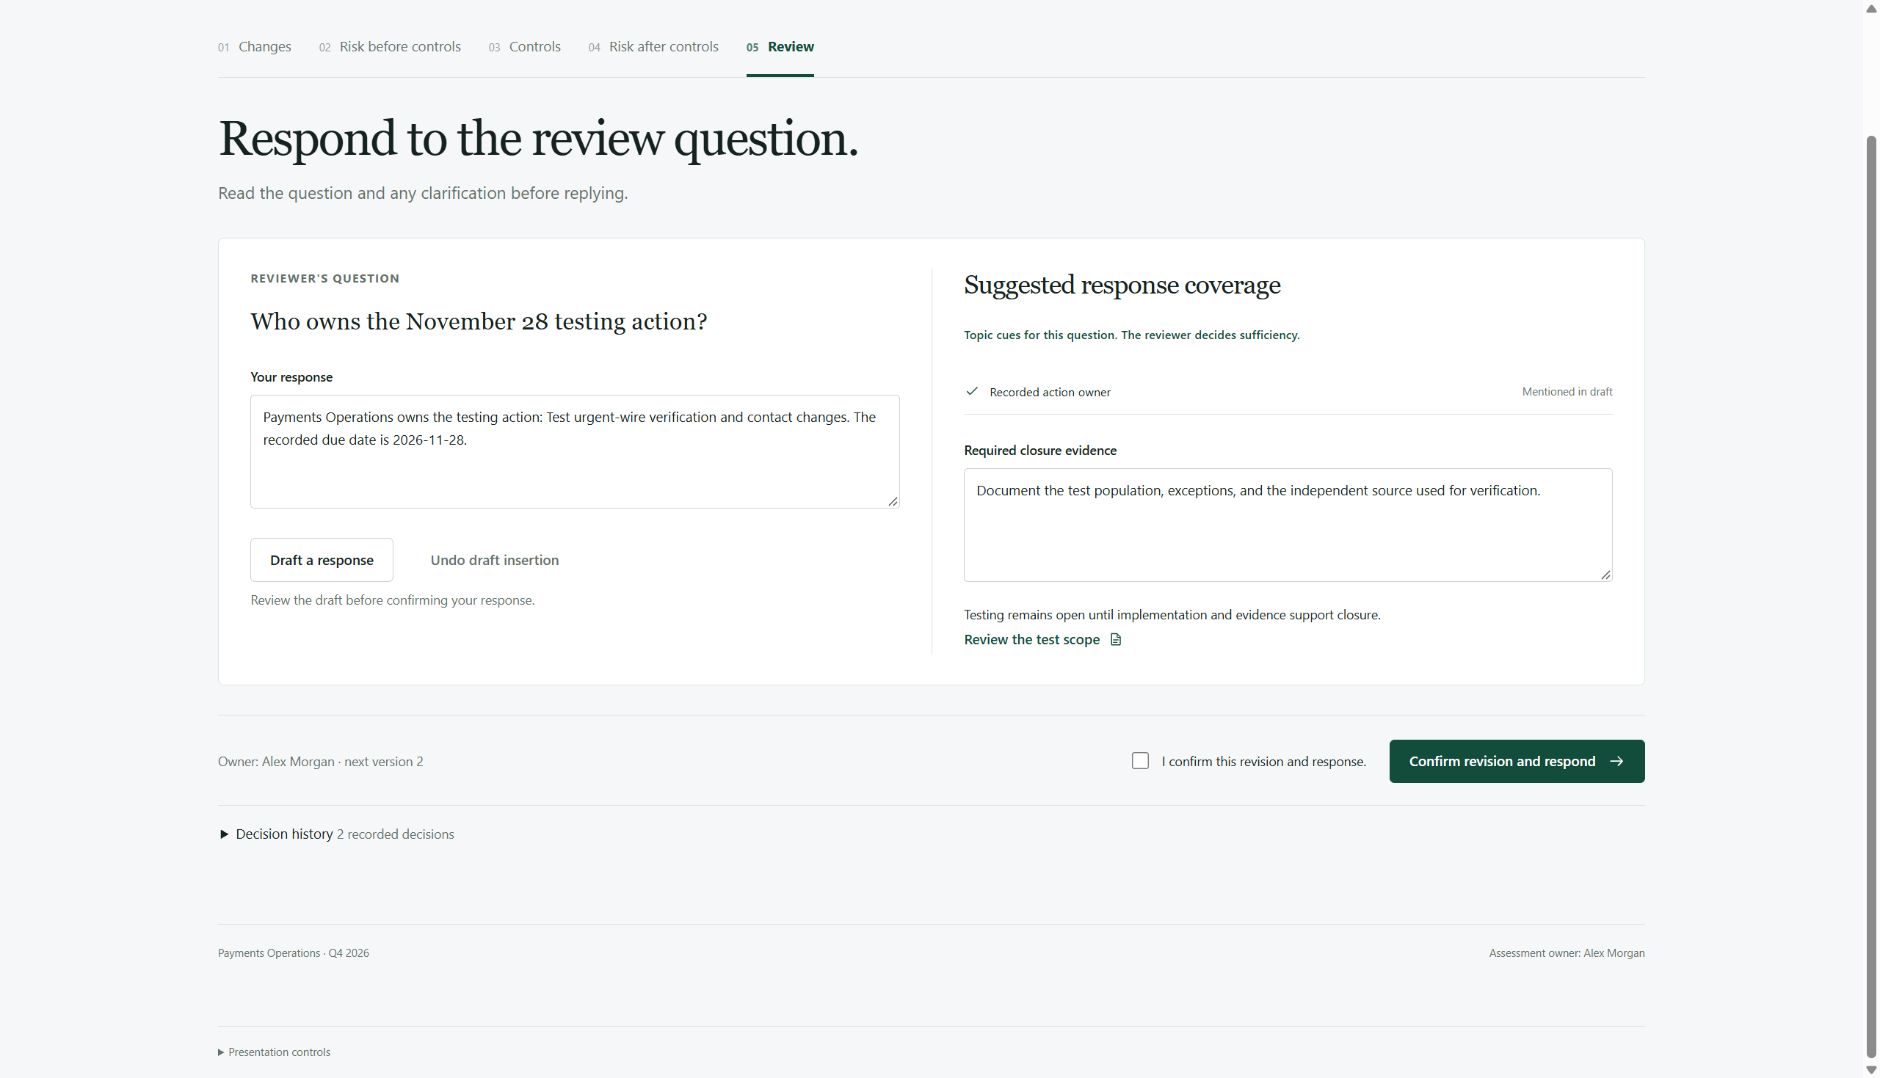 01 Changes 02 Risk before controls 03 Controls 04 Risk after controls 05 Review
Respond to the review question.
Read the question and any clarification before replying.
REVIEWER'S QUESTION
Who owns the November 28 testing action?
Your response
Payments Operations owns the testing action: Test urgent-wire verification and contact changes. The
recorded due date is 2026-11-28.
Draft a response
Undo draft insertion
Review the draft before confirming your response.
Suggested response coverage
Topic cues for this question. The reviewer decides sufficiency.
Recorded action owner
Mentioned in draft
Required closure evidence
Document the test population, exceptions, and the independent source used for verification.
Testing remains open until implementation and evidence support closure.
Review the test scope
Owner: Alex Morgan · next version 2
I confirm this revision and response.
Confirm revision and respond →
Decision history 2 recorded decisions
Payments Operations · Q4 2026
Assessment owner: Alex Morgan
Presentation controls